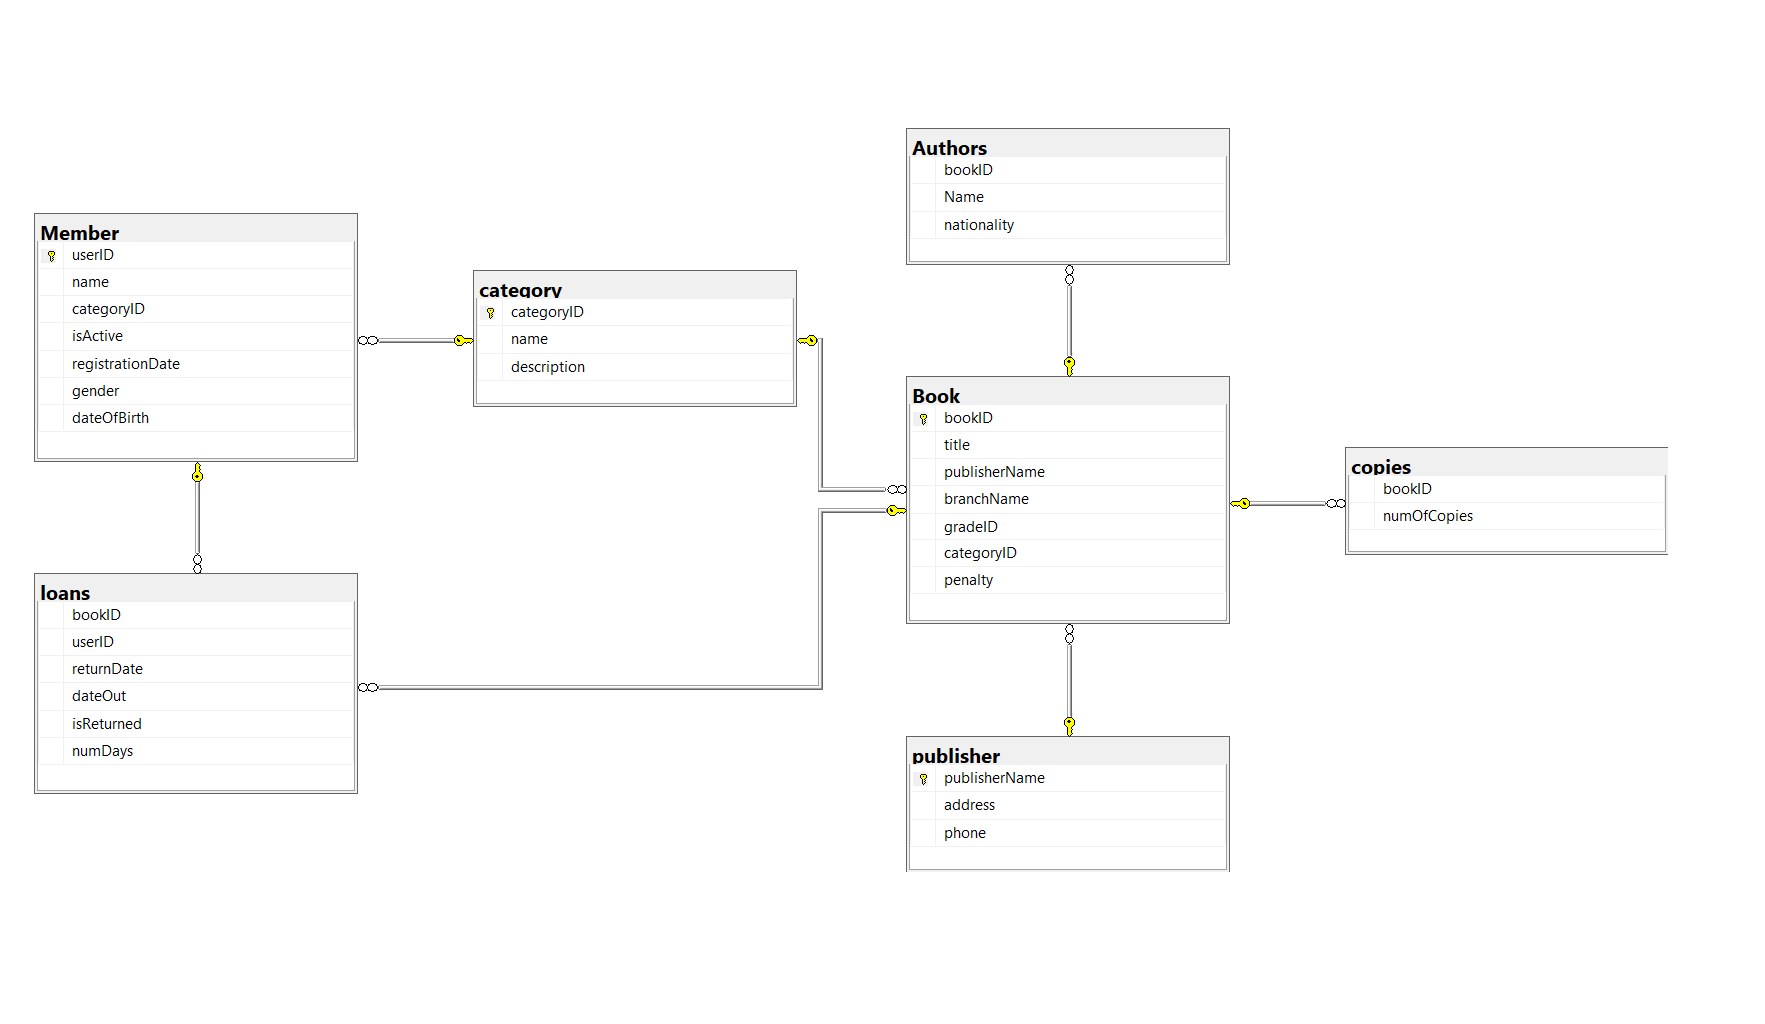 Member
userID
name
categoryID
isActive
registrationDate
gender
dateOfBirth
category
categoryID
name
description
Authors
bookID
Name
nationality
Book
bookID
title
publisherName
branchName
gradeID
categoryID
penalty
copies
bookID
numOfCopies
loans
bookID
userID
returnDate
dateOut
isReturned
numDays
publisher
publisherName
address
phone